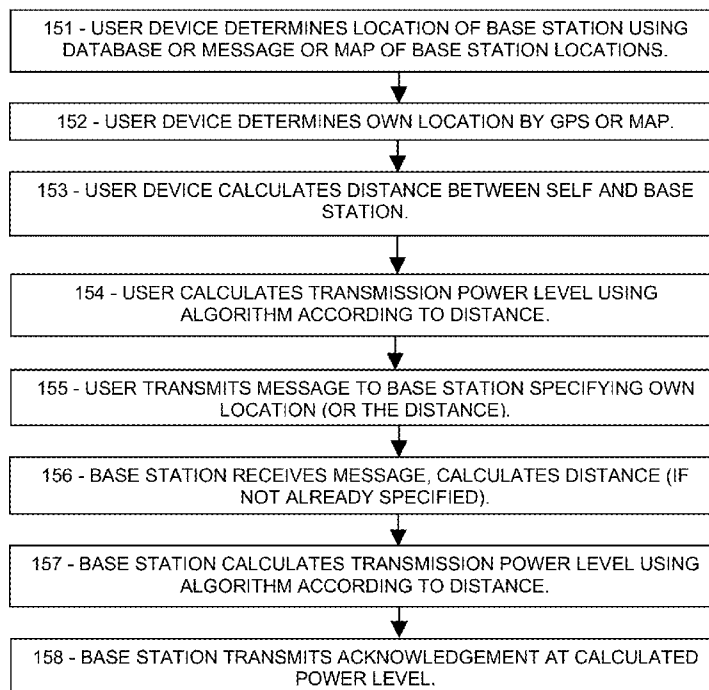 151 - USER DEVICE DETERMINES LOCATION OF BASE STATION USING
DATABASE OR MESSAGE OR MAP OF BASE STATION LOCATIONS.
152 - USER DEVICE DETERMINES OWN LOCATION BY GPS OR MAP.
153 - USER DEVICE CALCULATES DISTANCE BETWEEN SELF AND BASE
STATION.
154 - USER CALCULATES TRANSMISSION POWER LEVEL USING
ALGORITHM ACCORDING TO DISTANCE.
155 - USER TRANSMITS MESSAGE TO BASE STATION SPECIFYING OWN
LOCATION (OR THE DISTANCE).
156 - BASE STATION RECEIVES MESSAGE, CALCULATES DISTANCE (IF
NOT ALREADY SPECIFIED).
157 - BASE STATION CALCULATES TRANSMISSION POWER LEVEL USING
ALGORITHM ACCORDING TO DISTANCE.
158 - BASE STATION TRANSMITS ACKNOWLEDGEMENT AT CALCULATED
POWER LEVEL.